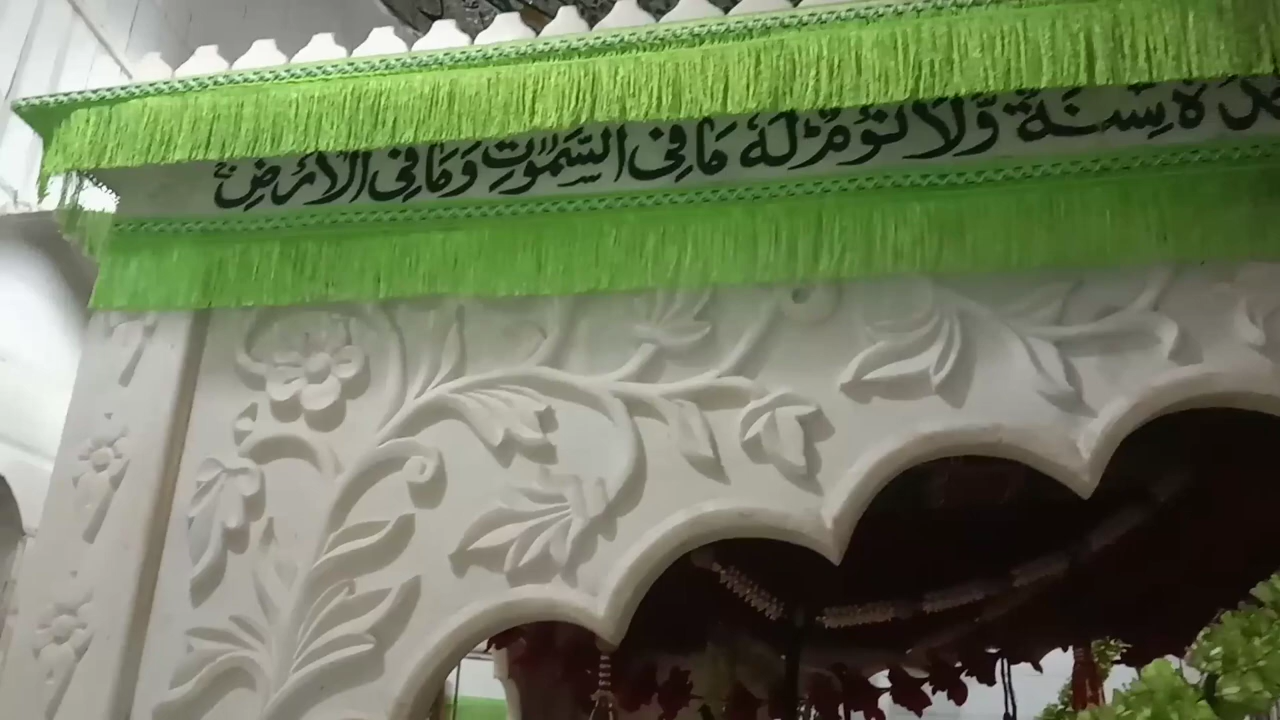 سِنَةٌ وَّلَا نَوْمٌ لَهٗ مَا فِی السَّمٰوٰتِ وَمَا فِی الْاَرْضِ